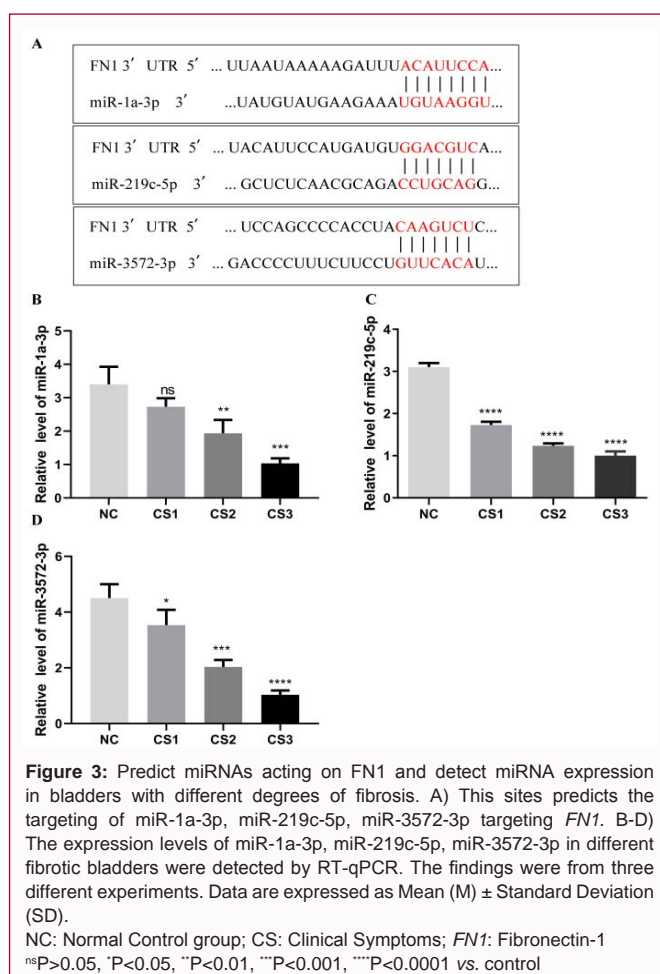 A
FN1 3′ UTR 5′ ... UUAAUAAAAAGAUUUACAUUCCA...
miR-1a-3p 3′ ...UAUGUAUGAAGAAAUGUAAGGU...
FN1 3′ UTR 5′ ... UACAUUCCAUGAUGUGGACGUCA...
miR-219c-5p 3′ ... GCUCUCAACGCAGACCUGCAGG...
FN1 3′ UTR 5′ ... UCCAGCCCCACCUACAAGUCUC...
miR-3572-3p 3′ ... GACCCCUUUCUUCCUGUUCACAU...
B
Relative level of miR-1a-3p
5
4
3
2
1
0
ns
**
***
NC CS1 CS2 CS3
C
Relative level of miR-219c-5p
4
3
2
1
0
****
****
****
NC CS1 CS2 CS3
D
Relative level of miR-3572-3p
6
4
2
0
*
***
****
NC CS1 CS2 CS3
Figure 3: Predict miRNAs acting on FN1 and detect miRNA expression
in bladders with different degrees of fibrosis. A) This sites predicts the
targeting of miR-1a-3p, miR-219c-5p, miR-3572-3p targeting FN1. B-D)
The expression levels of miR-1a-3p, miR-219c-5p, miR-3572-3p in different
fibrotic bladders were detected by RT-qPCR. The findings were from three
different experiments. Data are expressed as Mean (M) ± Standard Deviation
(SD).
NC: Normal Control group; CS: Clinical Symptoms; FN1: Fibronectin-1
nsP>0.05, *P<0.05, **P<0.01, ***P<0.001, ****P<0.0001 vs. control